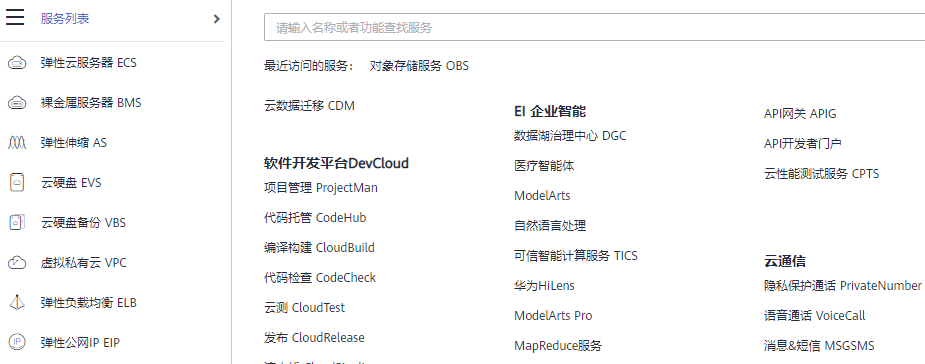 服务列表
弹性云服务器 ECS
裸金属服务器 BMS
弹性伸缩 AS
云硬盘 EVS
云硬盘备份 VBS
虚拟私有云 VPC
弹性负载均衡 ELB
IP
弹性公网IP EIP
请输入名称或者功能查找服务
最近访问的服务： 对象存储服务 OBS
云数据迁移 CDM
软件开发平台DevCloud
项目管理 ProjectMan
代码托管 CodeHub
编译构建 CloudBuild
代码检查 CodeCheck
云测 CloudTest
发布 CloudRelease
EI 企业智能
数据湖治理中心 DGC
医疗智能体
ModelArts
自然语言处理
可信智能计算服务 TICS
华为HiLens
ModelArts Pro
MapReduce服务
API网关 APIG
API开发者门户
云性能测试服务 CPTS
云通信
隐私保护通话 PrivateNumber
语音通话 VoiceCall
消息&短信 MSGSMS